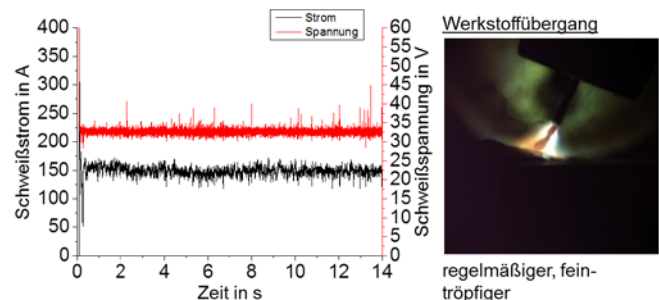 Strom
Spannung
Werkstoffübergang
400
350
300
250
200
150
100
50
0
Schweißstrom in A
60
55
50
45
40
35
30
25
20
15
10
5
0
Schweißspannung in V
0 2 4 6 8 10 12 14
Zeit in s
regelmäßiger, fein-
tröpfiger